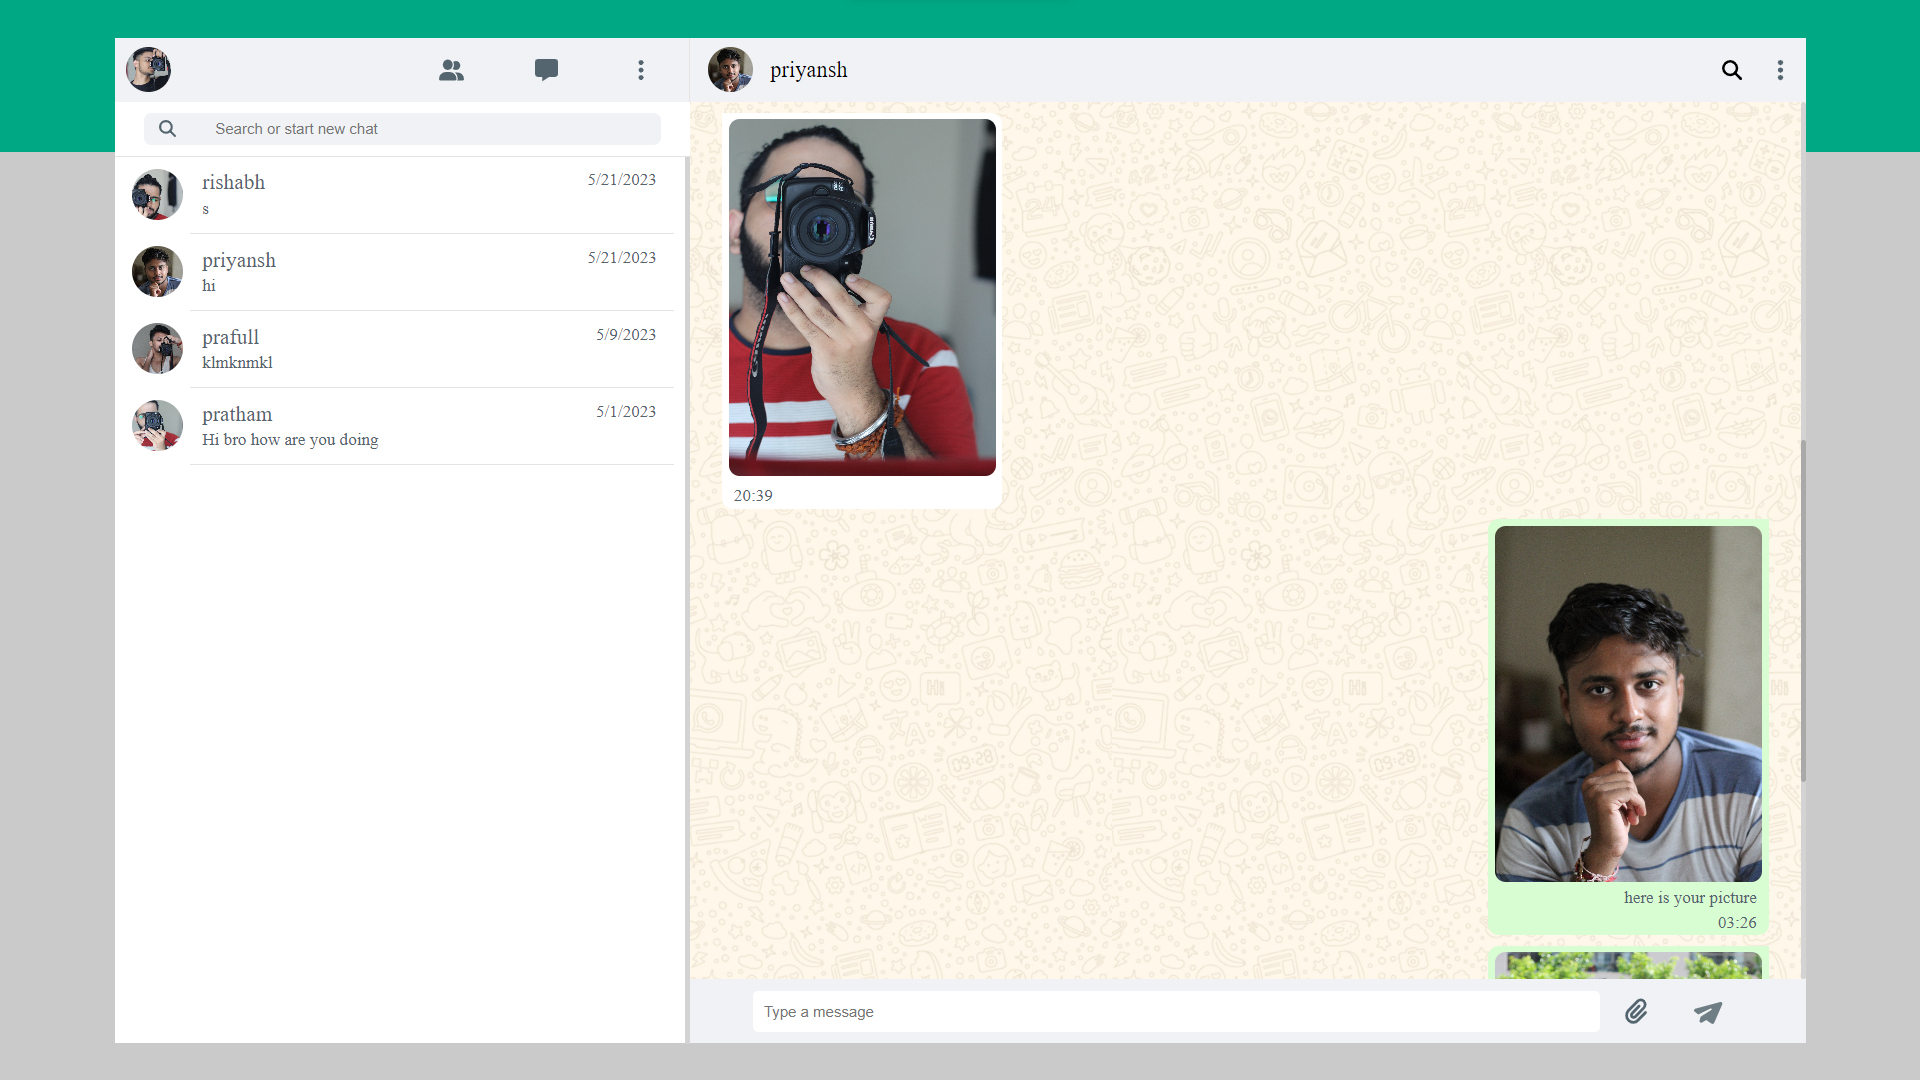 priyansh
Search or start new chat
rishabh
5/21/2023
s
priyansh
5/21/2023
hi
prafull
5/9/2023
klmknmkl
pratham
5/1/2023
Hi bro how are you doing
20:39
here is your picture
03:26
Type a message